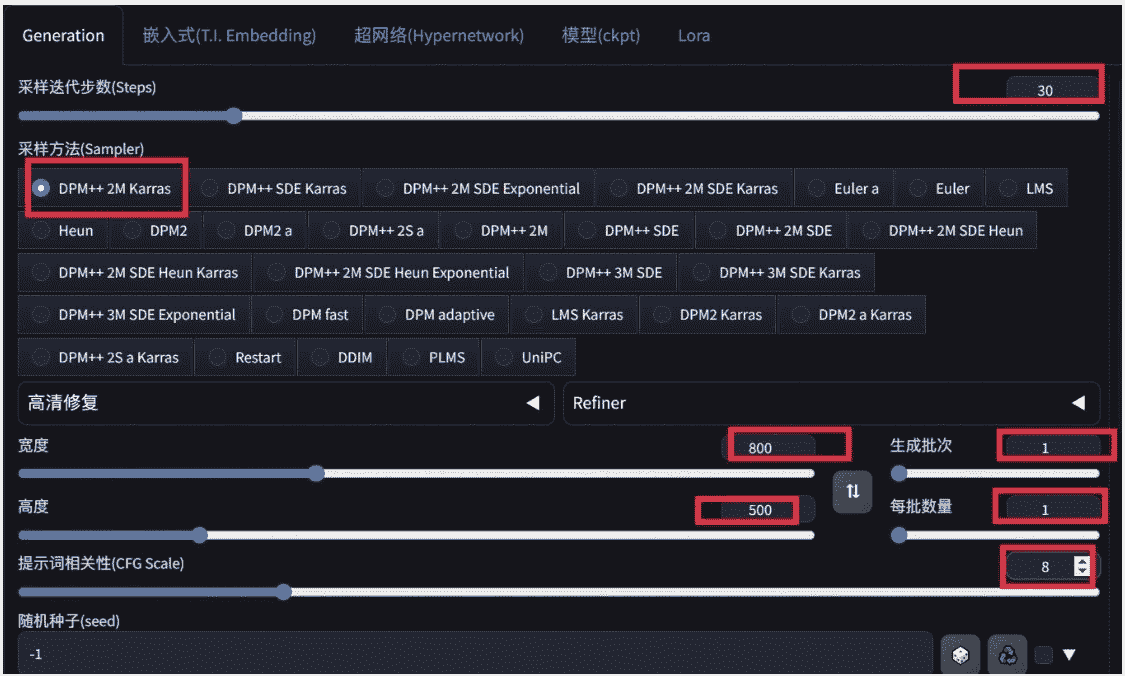 Generation 嵌入式(T.I. Embedding) 超网络(Hypernetwork) 模型(ckpt) Lora
采样迭代步数(Steps) 30
采样方法(Sampler)
DPM++ 2M Karras DPM++ SDE Karras DPM++ 2M SDE Exponential DPM++ 2M SDE Karras Euler a Euler LMS
Heun DPM2 DPM2 a DPM++ 2S a DPM++ 2M DPM++ SDE DPM++ 2M SDE DPM++ 2M SDE Heun
DPM++ 2M SDE Heun Karras DPM++ 2M SDE Heun Exponential DPM++ 3M SDE DPM++ 3M SDE Karras
DPM++ 3M SDE Exponential DPM fast DPM adaptive LMS Karras DPM2 Karras DPM2 a Karras
DPM++ 2S a Karras Restart DDIM PLMS UniPC
高清修复 Refiner
宽度 800 生成批次 1
高度 500 每批数量 1
提示词相关性(CFG Scale) 8
随机种子(seed)
-1